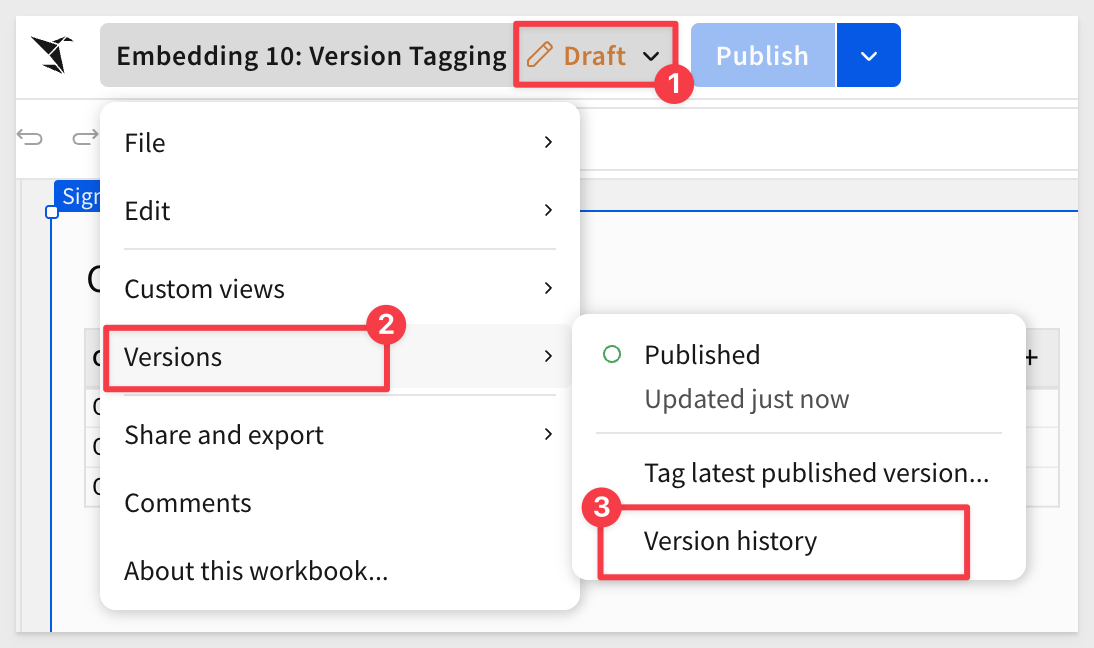 Embedding 10: Version Tagging Draft Publish
1
File
Edit
Custom views
2
Versions
Published
Updated just now
Share and export
Tag latest published version...
Comments
3
Version history
About this workbook...